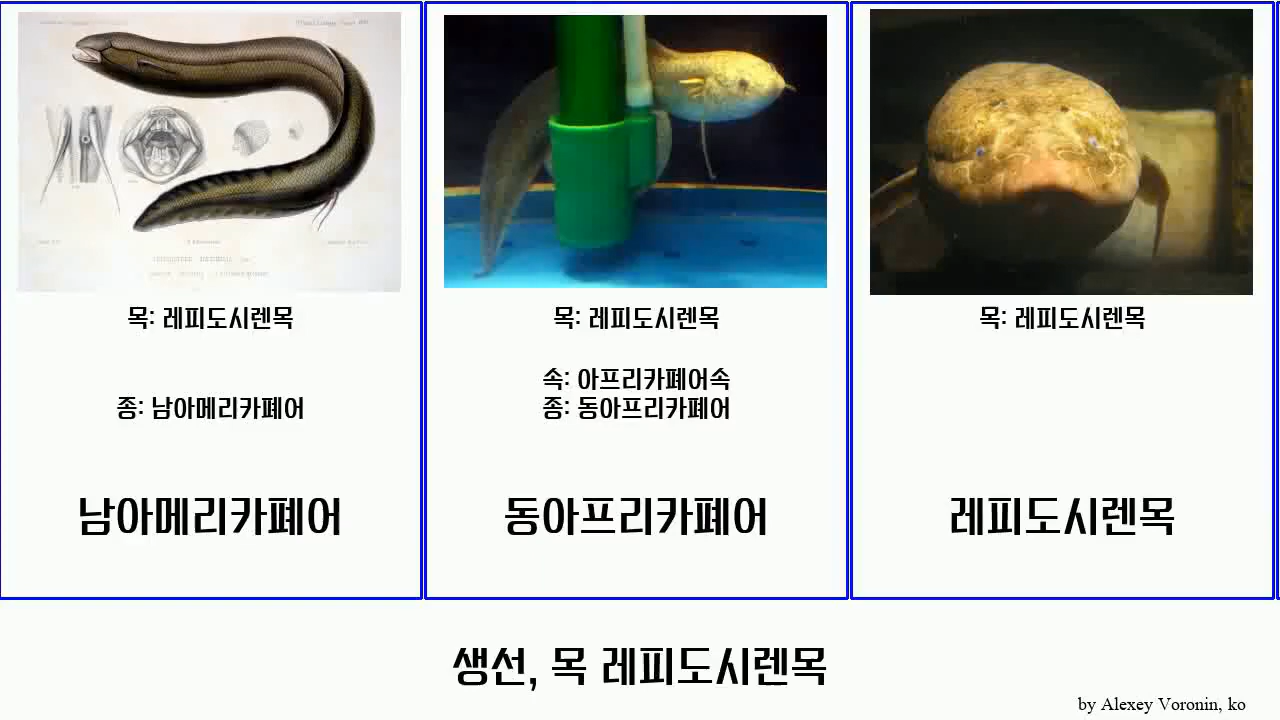 목: 레피도시렌목
종: 남아메리카폐어
남아메리카폐어
목: 레피도시렌목
속: 아프리카폐어속
종: 동아프리카폐어
동아프리카폐어
목: 레피도시렌목
레피도시렌목
생선, 목 레피도시렌목
by Alexey Voronin, ko